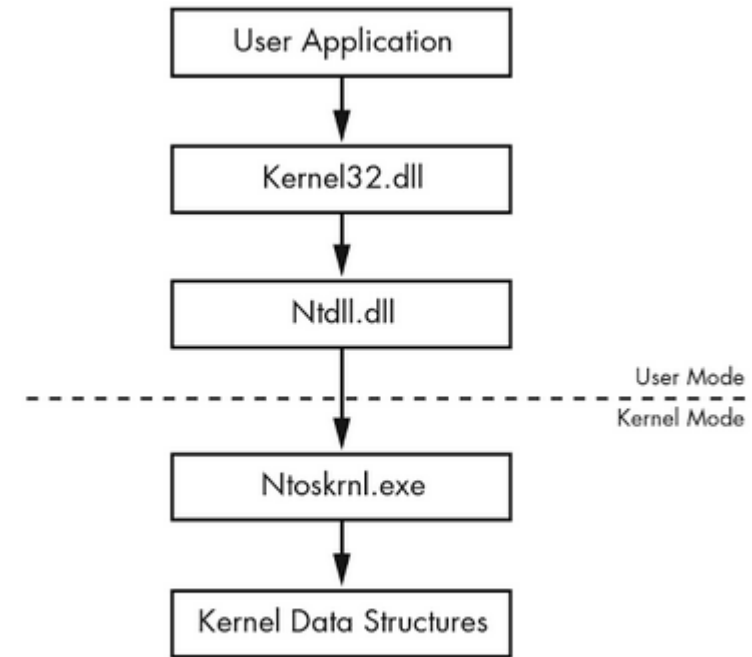 User Application
Kernel32.dll
Ntdll.dll
User Mode
Kernel Mode
Ntoskrnl.exe
Kernel Data Structures